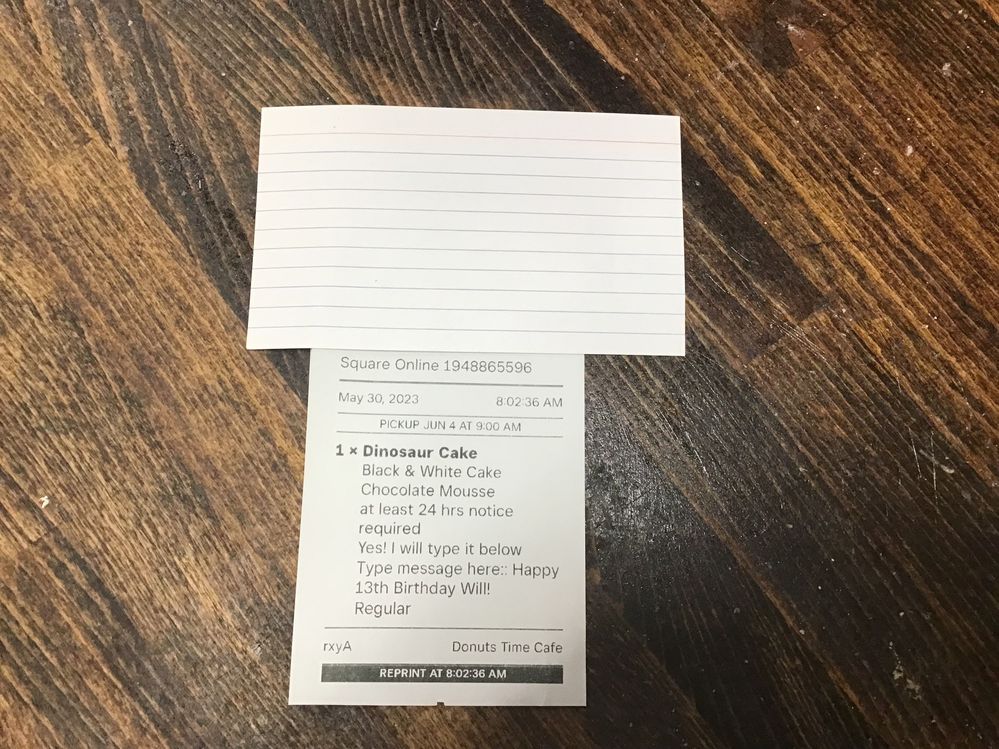 Square Online 1948865596
May 30, 2023 8:02:36 AM
PICKUP JUN 4 AT 9:00 AM
1 × Dinosaur Cake
Black & White Cake
Chocolate Mousse
at least 24 hrs notice
required
Yes! I will type it below
Type message here:: Happy
13th Birthday Will!
Regular
rxyA Donuts Time Cafe
REPRINT AT 8:02:36 AM